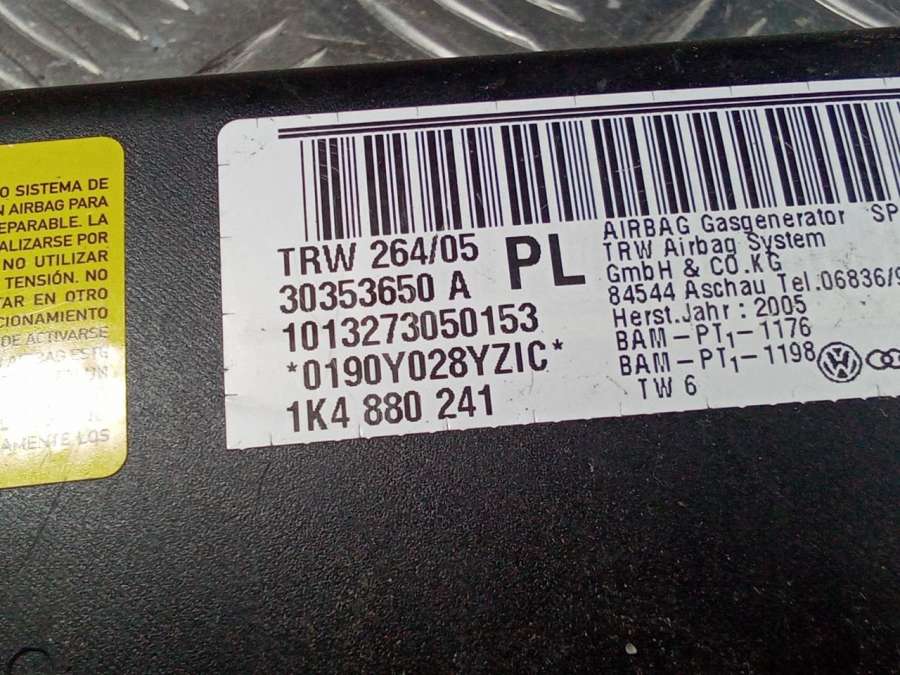 O SISTEMA DE
AIRBAG PARA
EPARABLE. LA
ALIZARSE POR
NO UTILIZAR
TENSIÓN. NO
TAR EN OTRO
CIONAMIENTO
DE ACTIVARSE
AMENTE LOS
TRW 264/05
30353650 A
1013273050153
*0190Y028YZIC*
1K4 880 241
PL
AIRBAG Gasgenerator SP
TRW Airbag System
GmbH & CO.KG
84544 Aschau Tel.06836/9
Herst.Jahr: 2005
BAM-PT1-1176
BAM-PT1-1198
TW 6